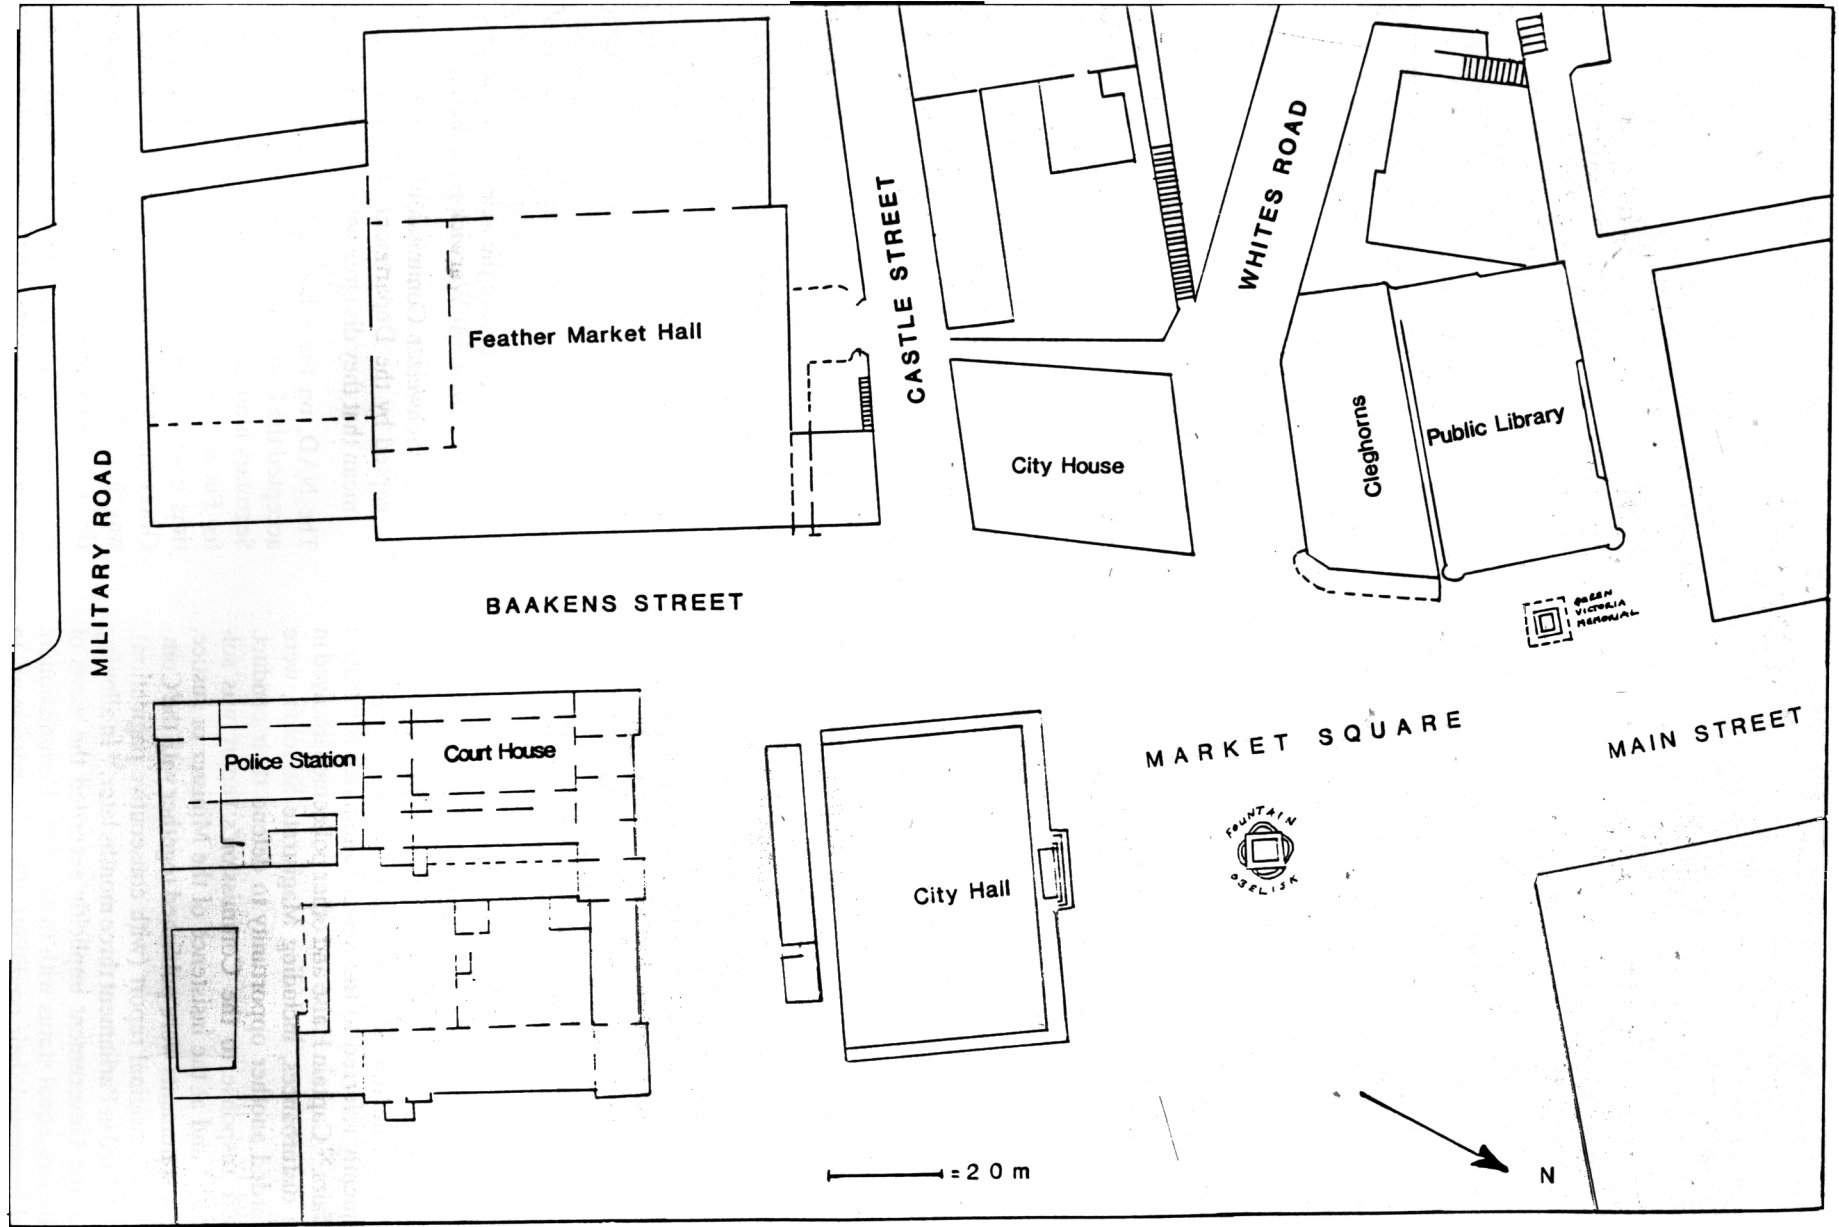 CASTLE STREET
WHITES ROAD
Feather Market Hall
City House
Cleghorns
Public Library
MILITARY ROAD
BAAKENS STREET
QUEEN
VICTORIA
MEMORIAL
Police Station
Court House
MARKET SQUARE
MAIN STREET
FOUNTAIN
OBELISK
City Hall
= 20 m
N